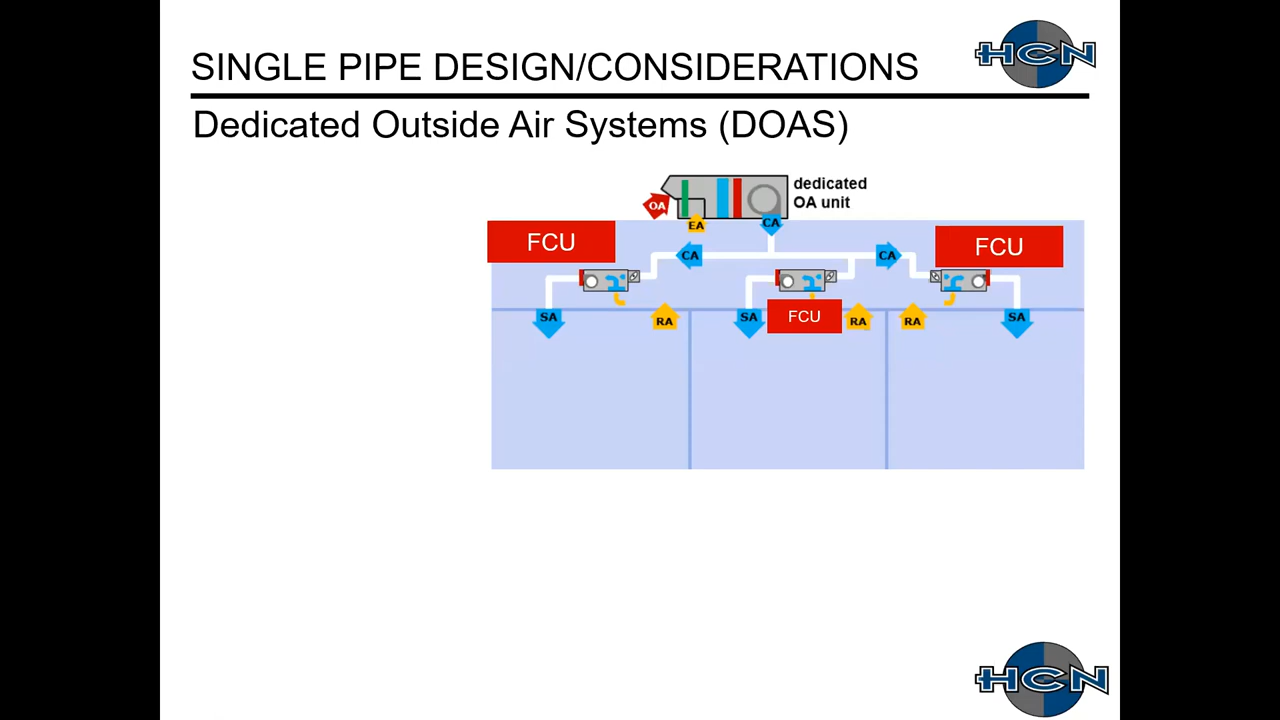 SINGLE PIPE DESIGN/CONSIDERATIONS
HCN
Dedicated Outside Air Systems (DOAS)
dedicated
OA unit
OA
EA
CA
FCU
FCU
CA
CA
SA
RA
SA
FCU
RA
RA
SA
HCN